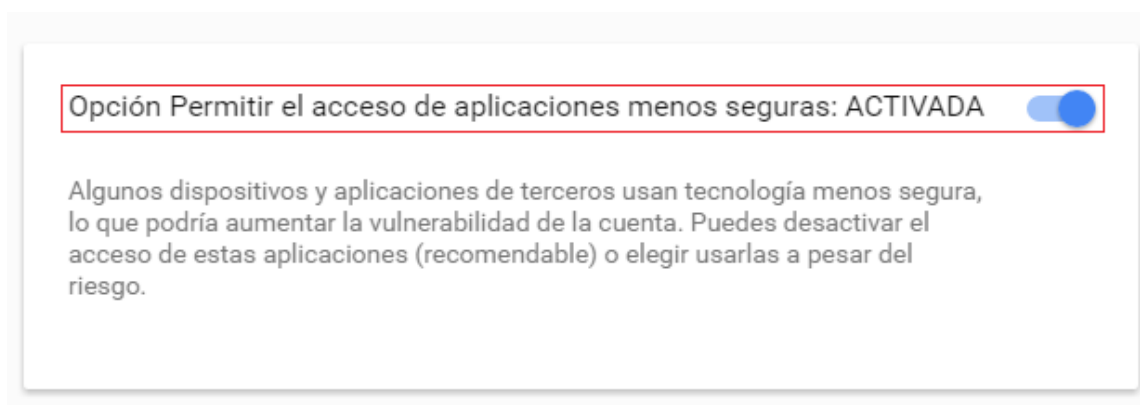 Opción Permitir el acceso de aplicaciones menos seguras: ACTIVADA
Algunos dispositivos y aplicaciones de terceros usan tecnología menos segura,
lo que podría aumentar la vulnerabilidad de la cuenta. Puedes desactivar el
acceso de estas aplicaciones (recomendable) o elegir usarlas a pesar del
riesgo.